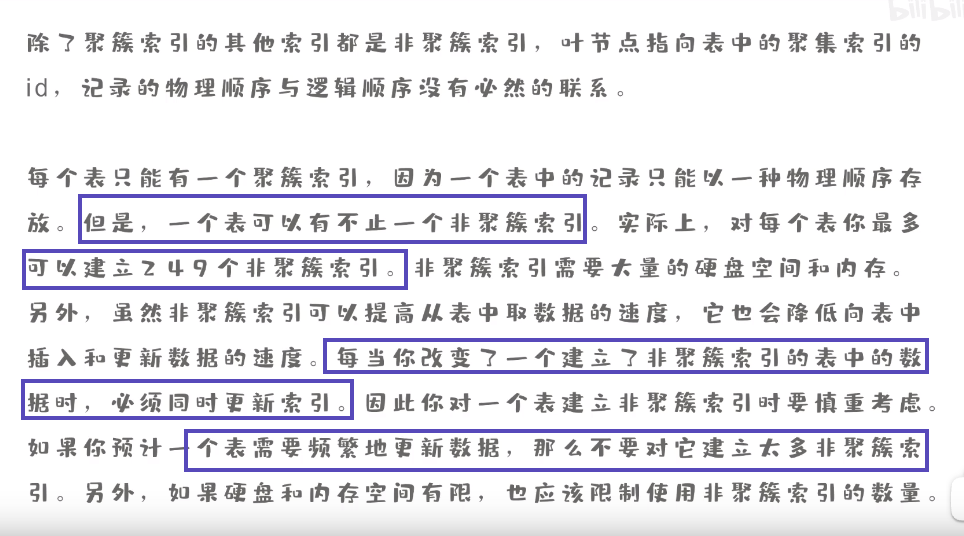 bilibili
除了聚簇索引的其他索引都是非聚簇索引，叶节点指向表中的聚集索引的
id，记录的物理顺序与逻辑顺序没有必然的联系。
每个表只能有一个聚簇索引，因为一个表中的记录只能以一种物理顺序存
放。但是，一个表可以有不止一个非聚簇索引。实际上，对每个表你最多
可以建立249个非聚簇索引。非聚簇索引需要大量的硬盘空间和内存。
另外，虽然非聚簇索引可以提高从表中取数据的速度，它也会降低向表中
插入和更新数据的速度。每当你改变了一个建立了非聚簇索引的表中的数
据时，必须同时更新索引。因此你对一个表建立非聚簇索引时要慎重考虑。
如果你预计一个表需要频繁地更新数据，那么不要对它建立太多非聚簇索
引。另外，如果硬盘和内存空间有限，也应该限制使用非聚簇索引的数量。